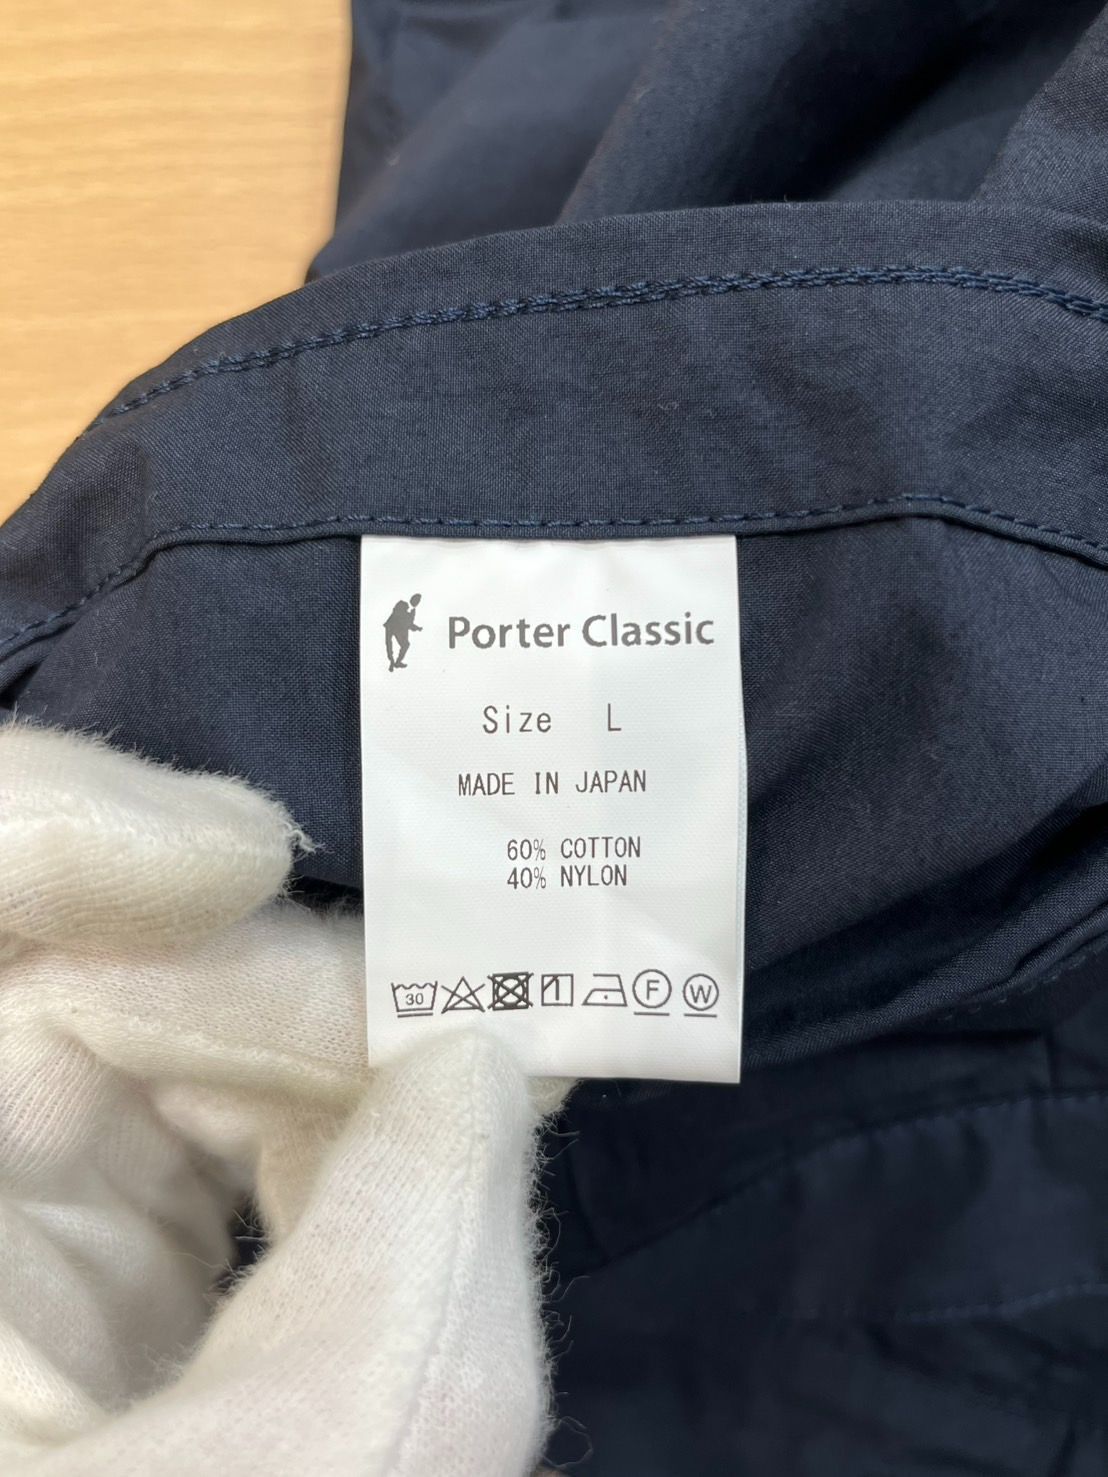 Porter Classic
Size L
MADE IN JAPAN
60% COTTON
40% NYLON
30 F W